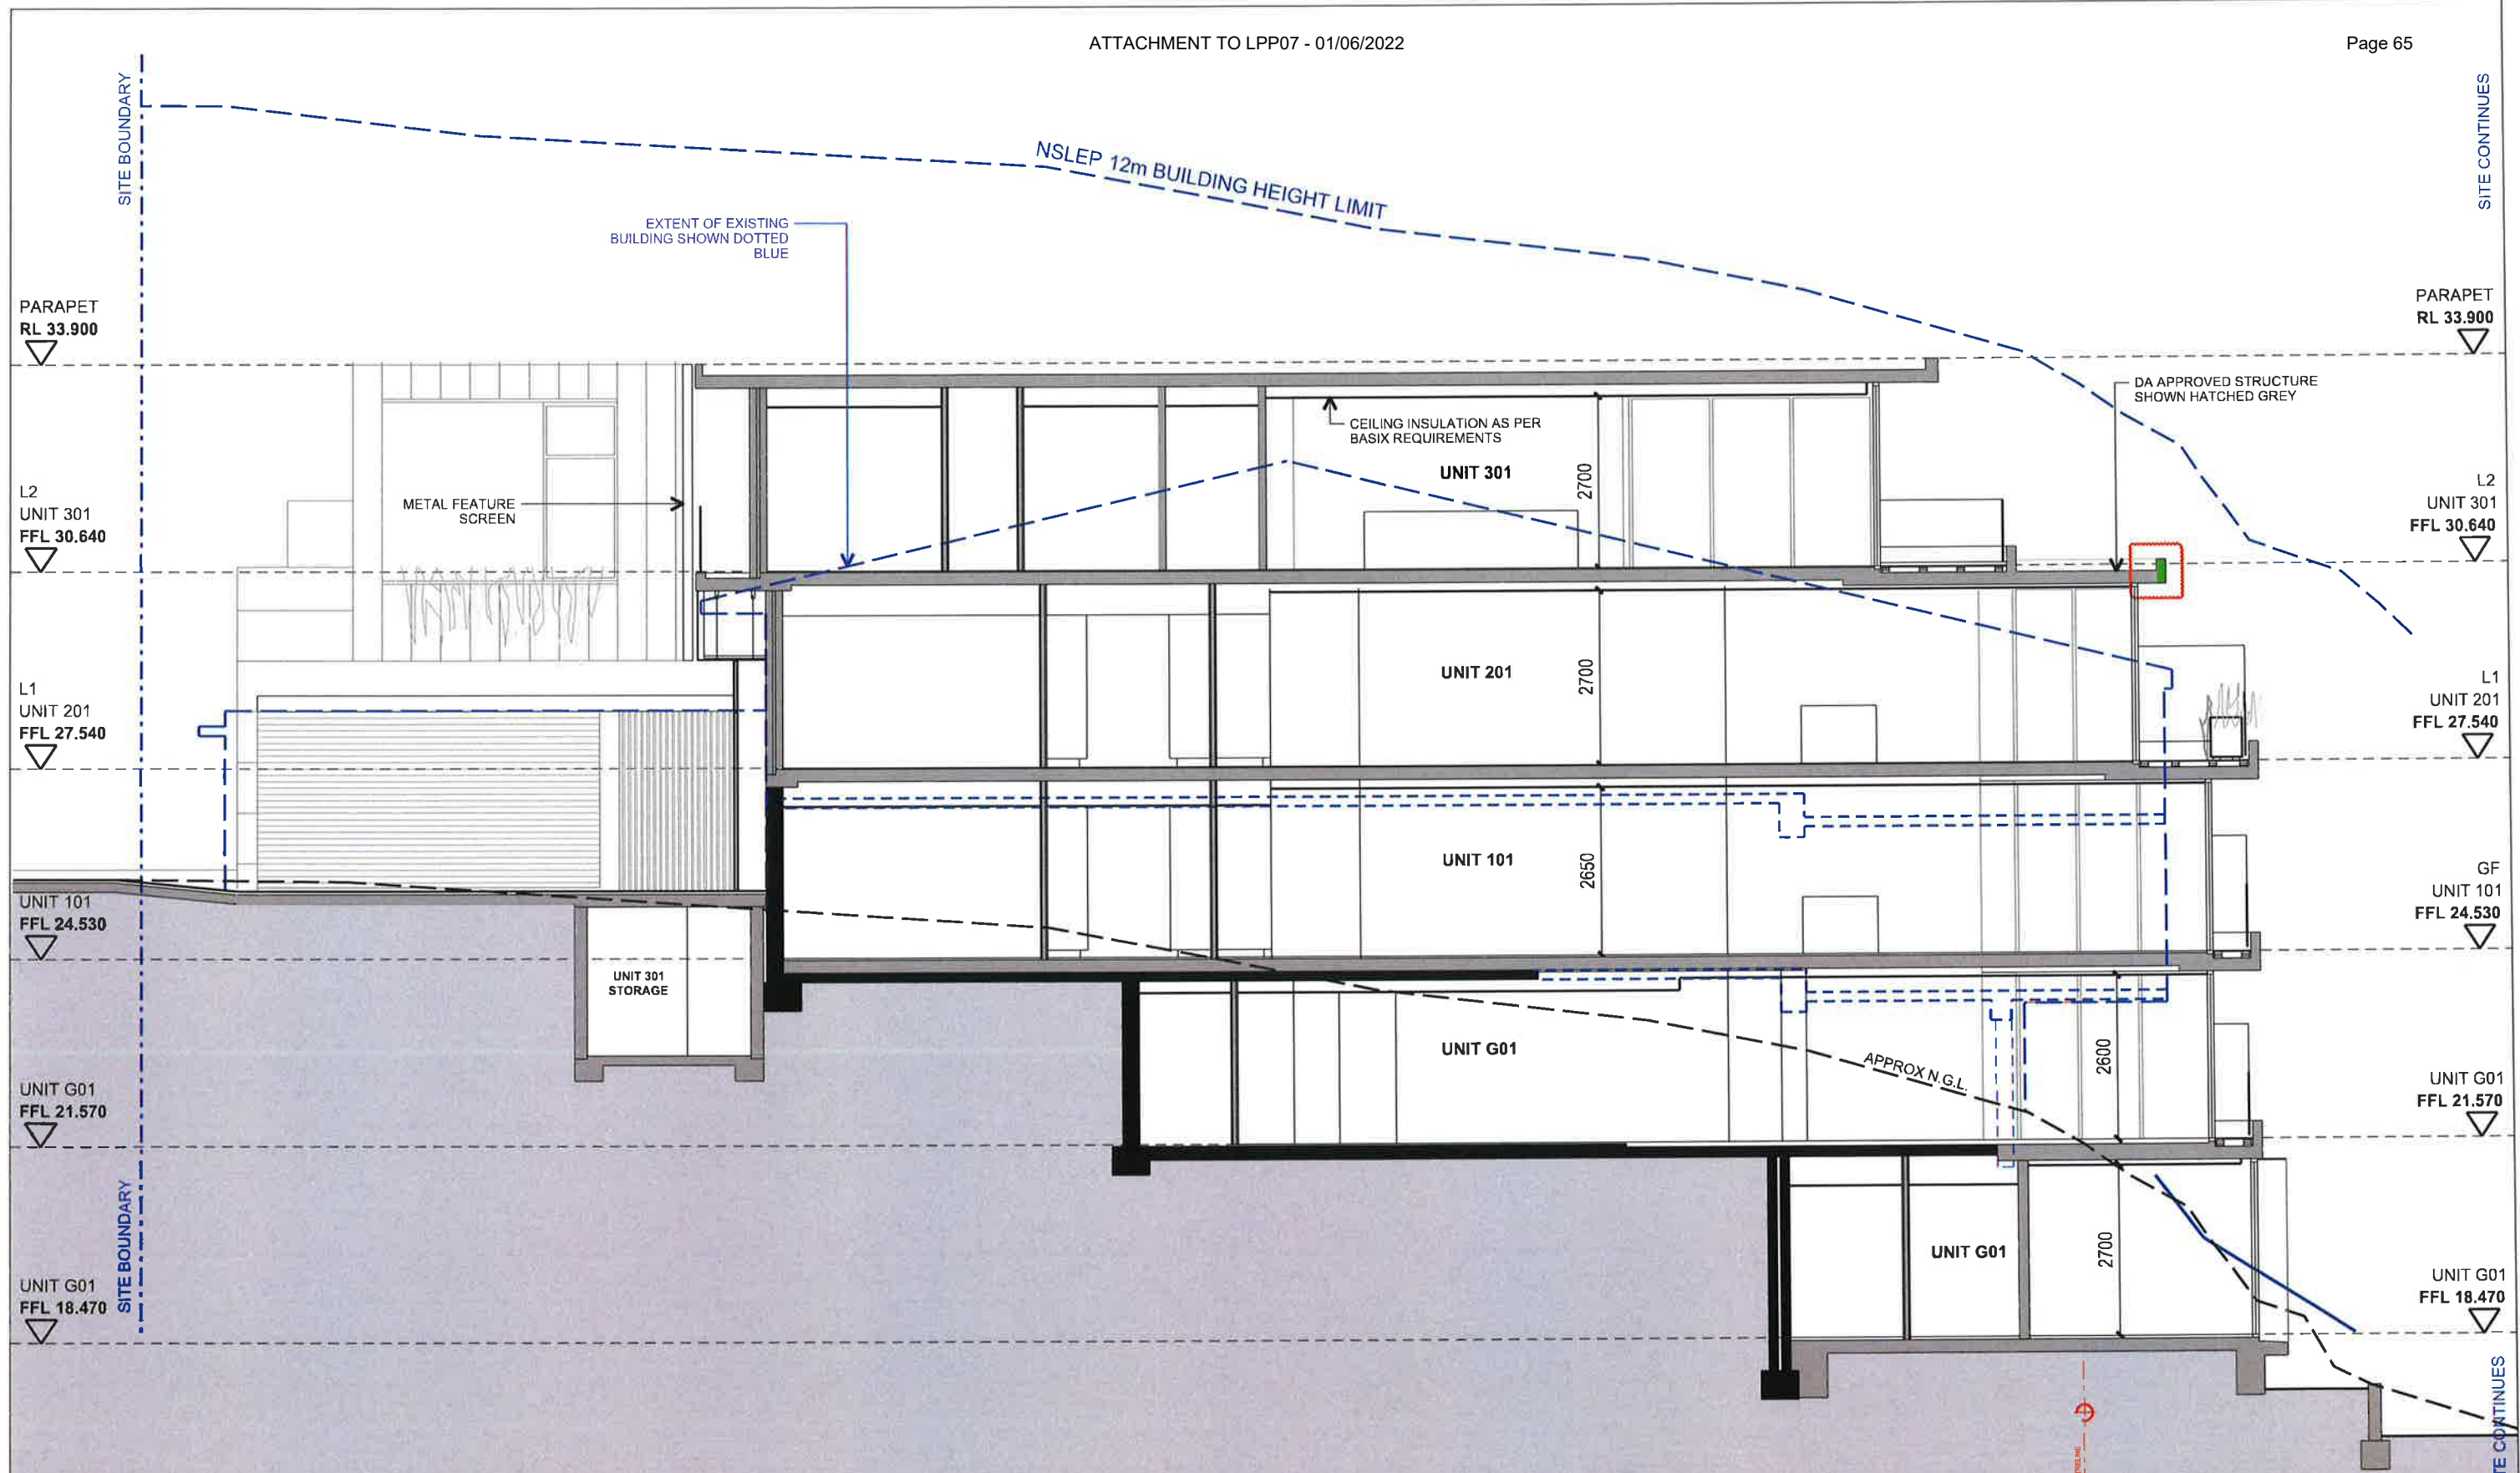 ATTACHMENT TO LPP07 - 01/06/2022
Page 65
SITE BOUNDARY
SITE CONTINUES
NSLEP 12m BUILDING HEIGHT LIMIT
EXTENT OF EXISTING
BUILDING SHOWN DOTTED
BLUE
PARAPET
RL 33.900
PARAPET
RL 33.900
DA APPROVED STRUCTURE
SHOWN HATCHED GREY
CEILING INSULATION AS PER
BASIX REQUIREMENTS
UNIT 301
2700
METAL FEATURE
SCREEN
L2
UNIT 301
FFL 30.640
L2
UNIT 301
FFL 30.640
UNIT 201
2700
L1
UNIT 201
FFL 27.540
L1
UNIT 201
FFL 27.540
UNIT 101
2650
UNIT 101
FFL 24.530
GF
UNIT 101
FFL 24.530
UNIT 301
STORAGE
UNIT G01
APPROX N.G.L.
2600
UNIT G01
FFL 21.570
UNIT G01
FFL 21.570
SITE BOUNDARY
UNIT G01
2700
UNIT G01
FFL 18.470
UNIT G01
FFL 18.470
TE CONTINUES